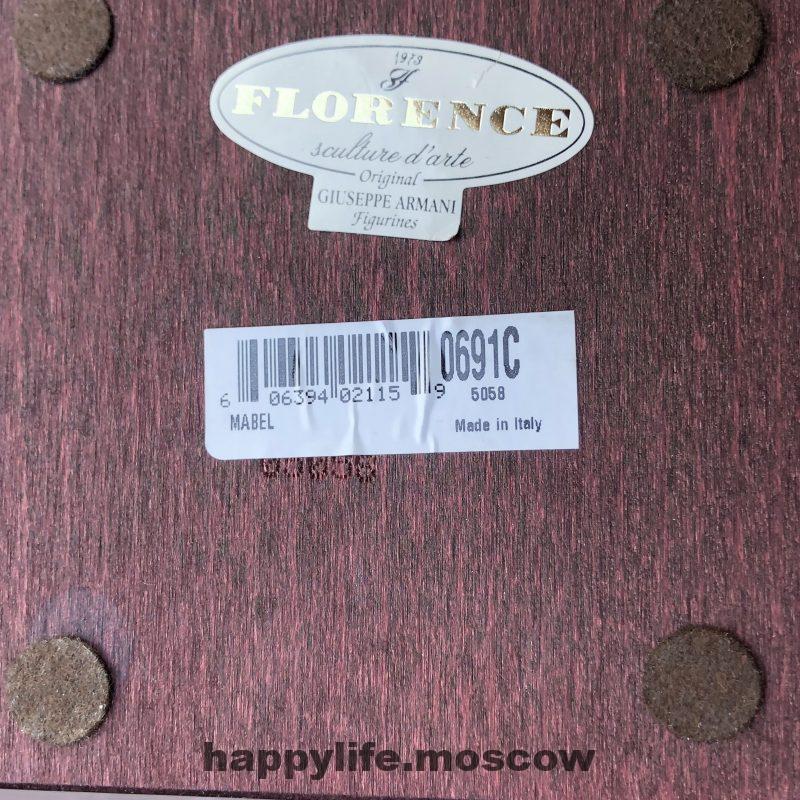 1973
FLORENCE
sculture d'arte
Original
GIUSEPPE ARMANI
Figurines
0691C
6 06394 02115 9 5058
MABEL Made in Italy
happylife.moscow